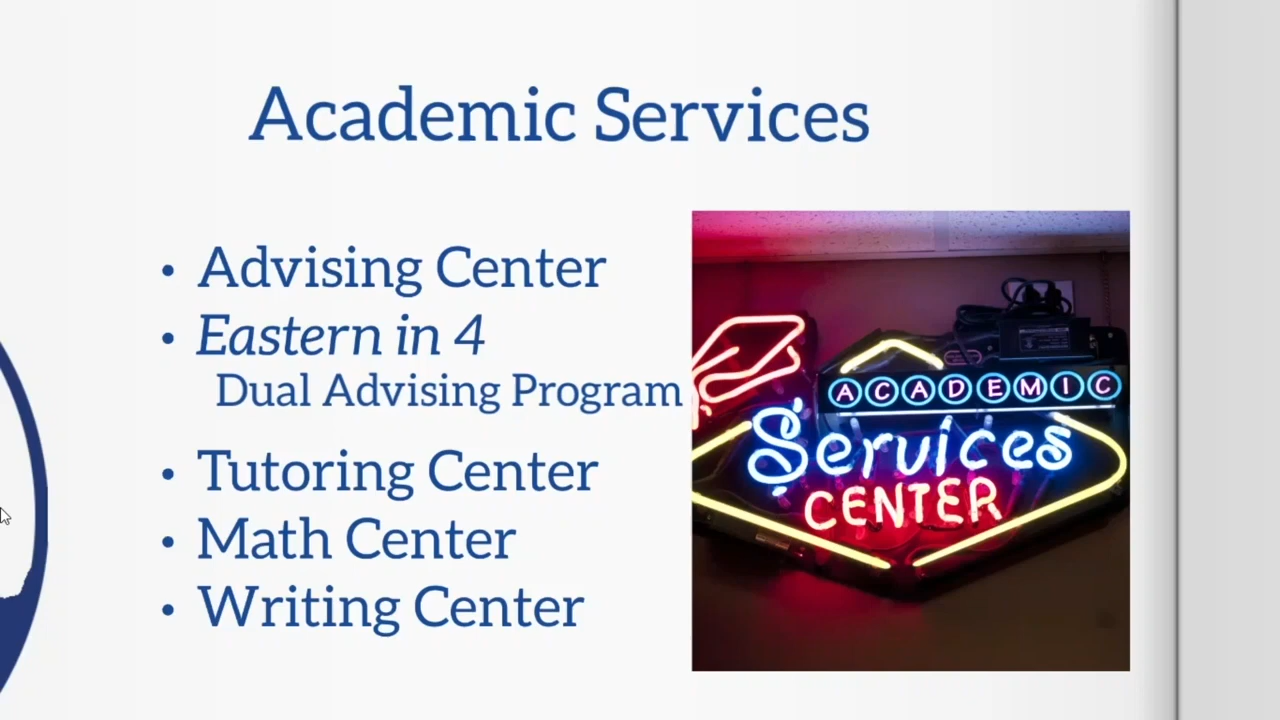 Academic Services
• Advising Center
• Eastern in 4
Dual Advising Program
• Tutoring Center
• Math Center
• Writing Center
ACADEMIC
Services
CENTER